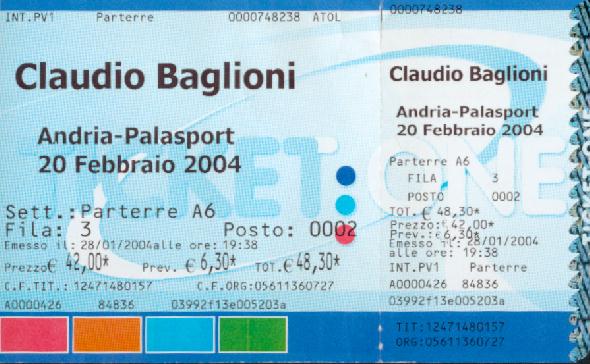 INT.PV1 Parterre 0000748238 ATOL
Claudio Baglioni
Andria-Palasport
20 Febbraio 2004
TICKET ONE
Sett.: Parterre A6
Fila: 3 Posto: 0002
Emesso il: 28/01/2004 alle ore: 19:38
Prezzo € 42,00* Prev. € 6,30* TOT. € 48,30*
C.F.TIT.: 12471480157 C.F.ORG:05611360727
A0000426 84836 03992f13e005203a
0000748238
Claudio Baglioni
Andria-Palasport
20 Febbraio 2004
Parterre A6
FILA 3
POSTO 0002
TOT. € 48,30*
Prezzo: € 42,00*
Prev.: € 6,30*
Emesso il: 28/01/2004
alle ore: 19:38
INT.PV1 Parterre
A0000426 84836
03992f13e005203a
TIT:12471480157
ORG:05611360727